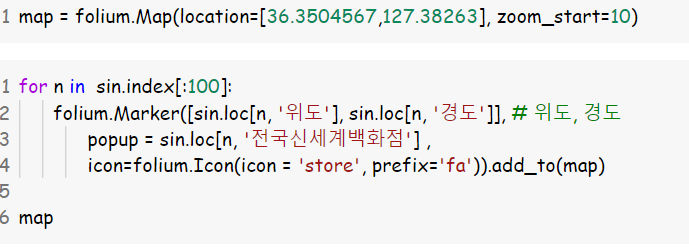 1 map = folium.Map(location=[36.3504567,127.38263], zoom_start=10)
1 for n in  sin.index[:100]:
2     folium.Marker([sin.loc[n, '위도'], sin.loc[n, '경도']], # 위도, 경도
3         popup = sin.loc[n, '전국신세계백화점'] ,
4         icon=folium.Icon(icon = 'store', prefix='fa')).add_to(map)
5
6 map